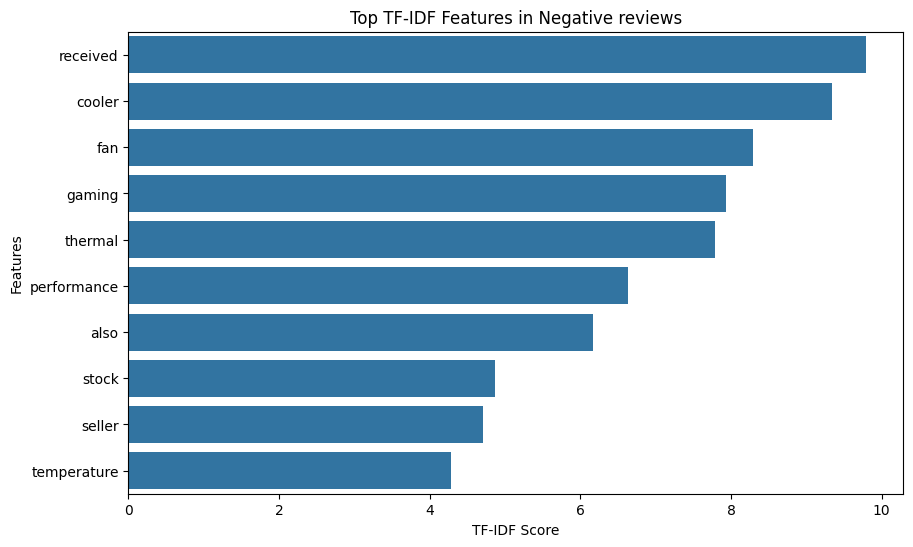 Top TF-IDF Features in Negative reviews
Features
received
cooler
fan
gaming
thermal
performance
also
stock
seller
temperature
0 2 4 6 8 10
TF-IDF Score